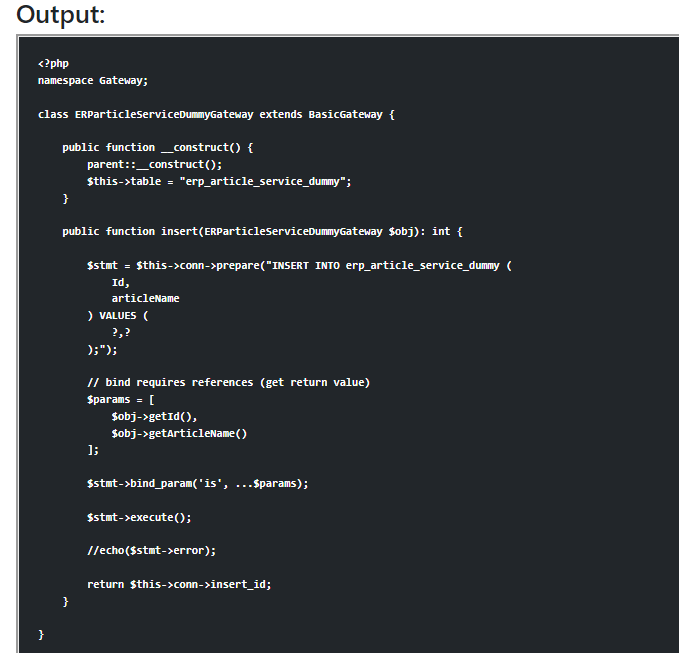 Output:
<?php
namespace Gateway;
class ERParticleServiceDummyGateway extends BasicGateway {
public function __construct() {
parent::__construct();
$this->table = "erp_article_service_dummy";
}
public function insert(ERParticleServiceDummyGateway $obj): int {
$stmt = $this->conn->prepare("INSERT INTO erp_article_service_dummy (
Id,
articleName
) VALUES (
?,?
);");
// bind requires references (get return value)
$params = [
$obj->getId(),
$obj->getArticleName()
];
$stmt->bind_param('is', ...$params);
$stmt->execute();
//echo($stmt->error);
return $this->conn->insert_id;
}
}